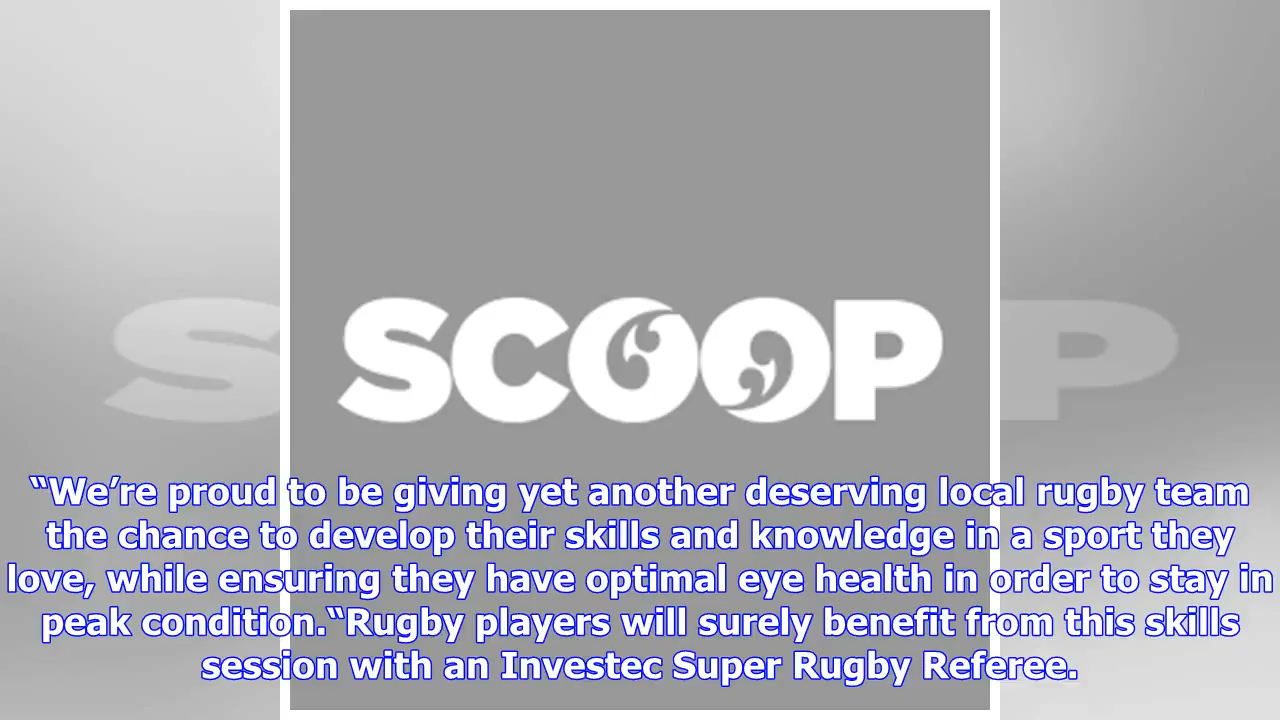 SCOOP
“We’re proud to be giving yet another deserving local rugby team
the chance to develop their skills and knowledge in a sport they
love, while ensuring they have optimal eye health in order to stay in
peak condition.“Rugby players will surely benefit from this skills
session with an Investec Super Rugby Referee.